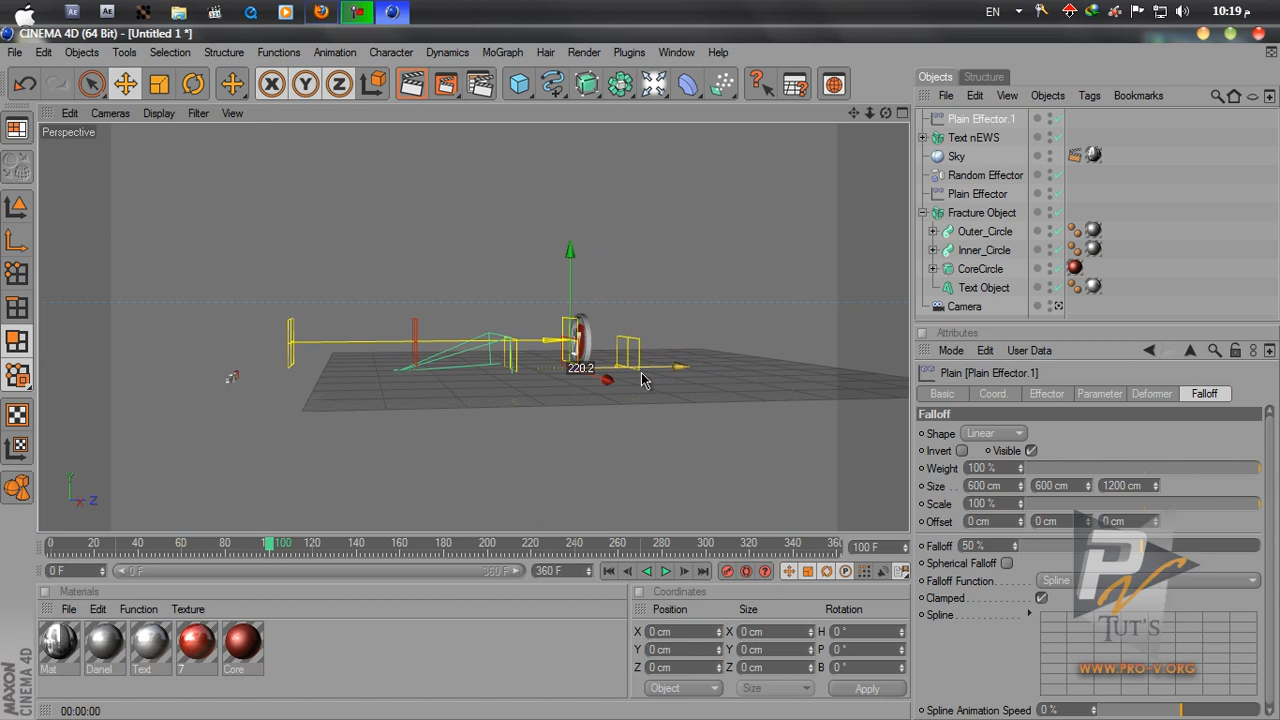 EN
10:19 م
CINEMA 4D (64 Bit) - [Untitled 1 *]
File Edit Objects Tools Selection Structure Functions Animation Character Dynamics MoGraph Hair Render Plugins Window Help
X Y Z
Objects Structure
File Edit View Objects Tags Bookmarks
Edit Cameras Display Filter View
Perspective
Plain Effector.1
Text nEWS
Sky
Random Effector
Plain Effector
Fracture Object
Outer_Circle
Inner_Circle
CoreCircle
Text Object
Camera
220.2
Y
X Z
Attributes
Mode Edit User Data
Plain [Plain Effector.1]
Basic Coord. Effector Parameter Deformer Falloff
Falloff
Shape Linear
Invert Visible
Weight 100 %
Size 600 cm 600 cm 1200 cm
Scale 100 %
Offset 0 cm 0 cm 0 cm
Falloff 50 %
Spherical Falloff
Falloff Function Spline
Clamped
Spline
Spline Animation Speed 0 %
PV
TUT'S
WWW.PRO-V.ORG
0 20 40 60 80 100 120 140 160 180 200 220 240 260 280 300 320 340 36
100 F
0 F 0 F 360 F 360 F
Materials
File Edit Function Texture
Mat Danel Text 7 Core
Coordinates
Position Size Rotation
X 0 cm X 0 cm H 0 °
Y 0 cm Y 0 cm P 0 °
Z 0 cm Z 0 cm B 0 °
Object Size Apply
MAXON
CINEMA 4D
00:00:00